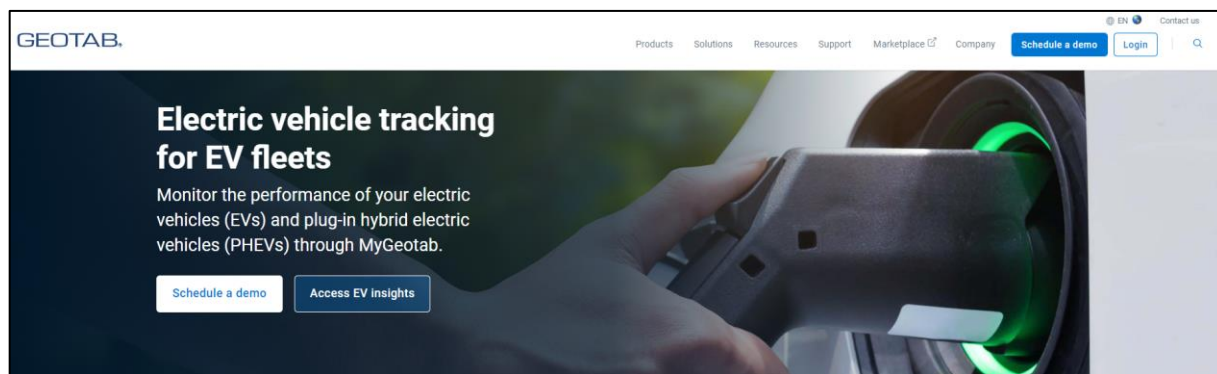 EN
Contact us
GEOTAB.
Products
Solutions
Resources
Support
Marketplace
Company
Schedule a demo
Login
Electric vehicle tracking
for EV fleets
Monitor the performance of your electric
vehicles (EVs) and plug-in hybrid electric
vehicles (PHEVs) through MyGeotab.
Schedule a demo
Access EV insights